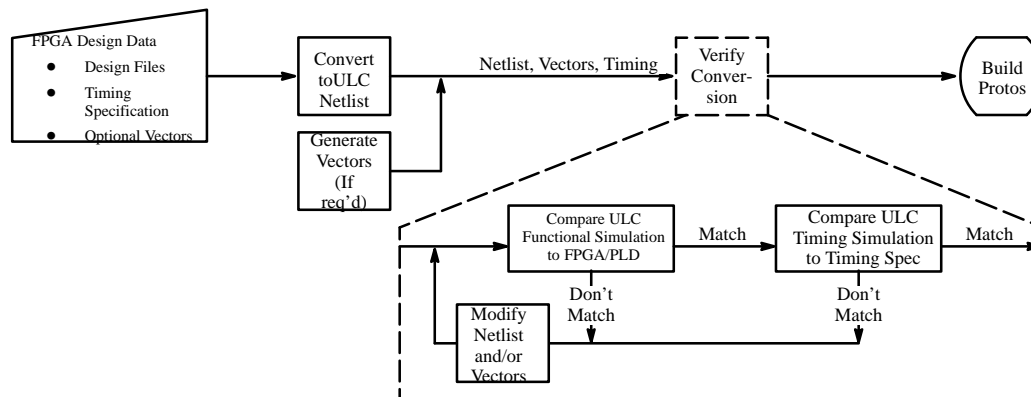 FPGA Design Data
● Design Files
● Timing
Specification
● Optional Vectors
Convert
toULC
Netlist
Generate
Vectors
(If
req’d)
Netlist, Vectors, Timing
Verify
Conver-
sion
Build
Protos
Compare ULC
Functional Simulation
to FPGA/PLD
Match
Compare ULC
Timing Simulation
to Timing Spec
Match
Don’t
Match
Don’t
Match
Modify
Netlist
and/or
Vectors